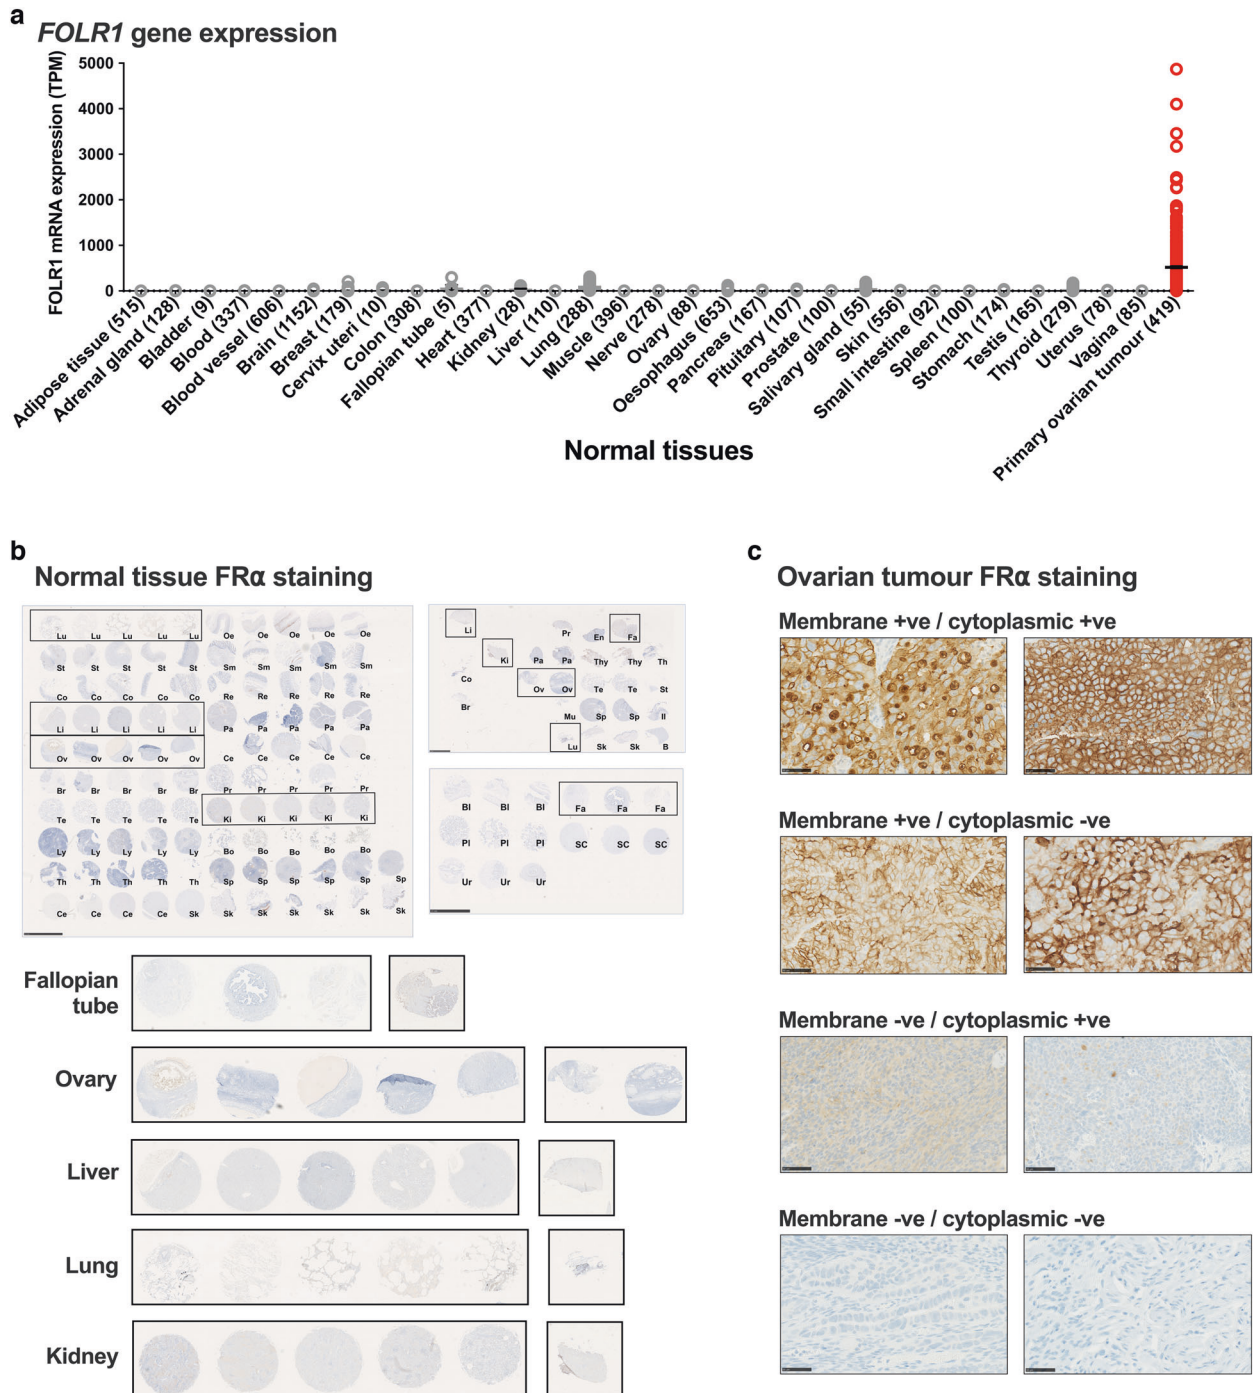 a
FOLR1 gene expression
FOLR1 mRNA expression (TPM)
5000
4000
3000
2000
1000
0
Adipose tissue (515)
Adrenal gland (128)
Bladder (9)
Blood (337)
Blood vessel (606)
Brain (1152)
Breast (179)
Cervix uteri (10)
Colon (308)
Fallopian tube (5)
Heart (377)
Kidney (28)
Liver (110)
Lung (288)
Muscle (396)
Nerve (278)
Ovary (88)
Oesophagus (653)
Pancreas (167)
Pituitary (107)
Prostate (100)
Salivary gland (55)
Skin (556)
Small intestine (92)
Spleen (100)
Stomach (174)
Testis (165)
Thyroid (279)
Uterus (78)
Vagina (85)
Primary ovarian tumour (419)
Normal tissues
b
Normal tissue FRα staining
Lu Lu Lu Lu Lu Oe Oe Oe Oe Oe
St St St St St Sm Sm Sm Sm Sm
Co Co Co Co Co Re Re Re Re Re
Li Li Li Li Li Pa Pa Pa Pa Pa
Ov Ov Ov Ov Ov Ce Ce Ce Ce Ce
Br Br Br Br Br Pr Pr Pr Pr Pr
Te Te Te Te Te Ki Ki Ki Ki Ki
Ly Ly Ly Ly Ly Bo Bo Bo Bo Bo
Th Th Th Th Th Sp Sp Sp Sp Sp Sp
Ce Ce Ce Ce Sk Sk Sk Sk Sk Sk Sk
Li Pr En Fa
Ki Pa Pa Thy Thy Th
Co Ov Ov Te Te St
Br Mu Sp Sp Il
Lu Sk Sk B
Bl Bl Bl Fa Fa Fa
Pl Pl Pl SC SC SC
Ur Ur Ur
Fallopian
tube
Ovary
Liver
Lung
Kidney
c
Ovarian tumour FRα staining
Membrane +ve / cytoplasmic +ve
Membrane +ve / cytoplasmic -ve
Membrane -ve / cytoplasmic +ve
Membrane -ve / cytoplasmic -ve